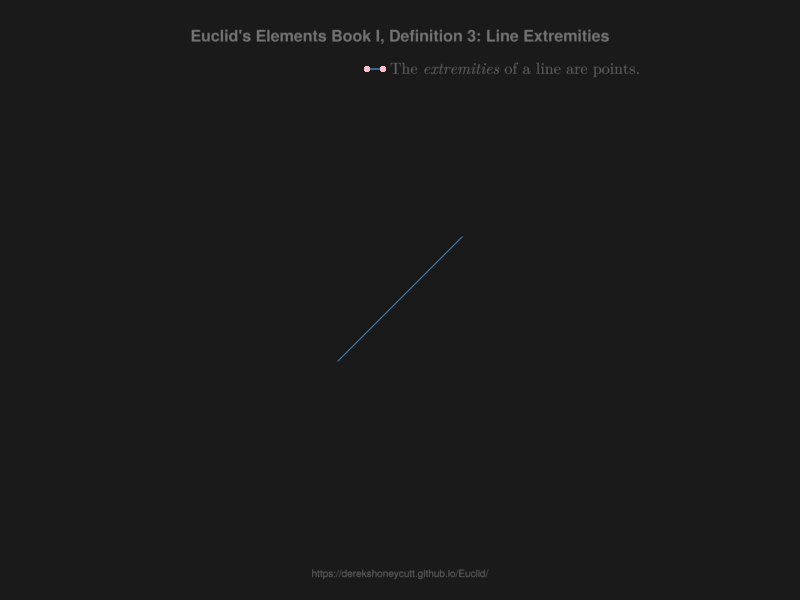 Euclid's Elements Book I, Definition 3: Line Extremities
The extremities of a line are points.
https://derekshoneycutt.github.io/Euclid/